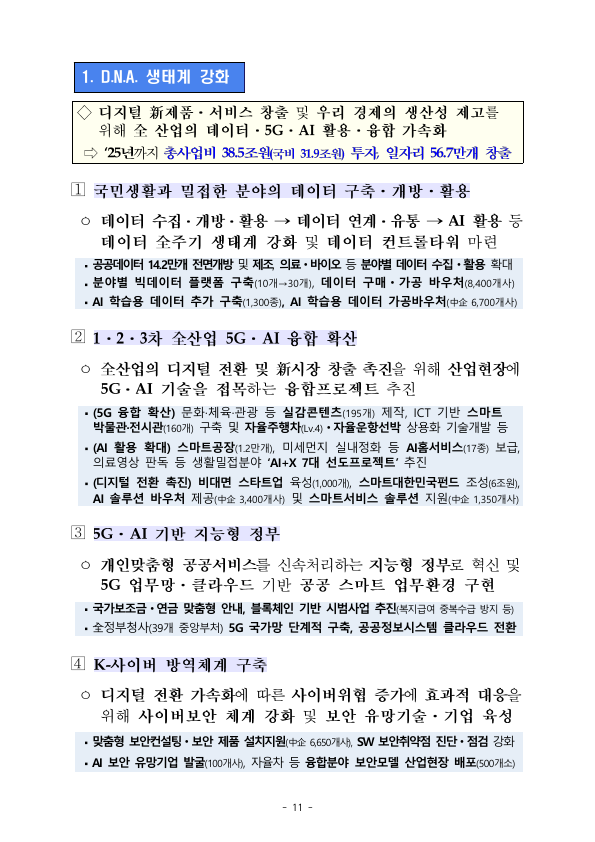 1. D.N.A. 생태계 강화
◇ 디지털 新제품・서비스 창출 및 우리 경제의 생산성 제고를
위해 全 산업의 데이터・5G・AI 활용・융합 가속화
⇨ ‘25년까지 총사업비 38.5조원(국비 31.9조원) 투자, 일자리 56.7만개 창출
1 국민생활과 밀접한 분야의 데이터 구축・개방・활용
ㅇ 데이터 수집・개방・활용 → 데이터 연계・유통 → AI 활용 등
데이터 全주기 생태계 강화 및 데이터 컨트롤타워 마련
▪ 공공데이터 14.2만개 전면개방 및 제조, 의료・바이오 등 분야별 데이터 수집・활용 확대
▪ 분야별 빅데이터 플랫폼 구축(10개→30개), 데이터 구매・가공 바우처(8,400개사)
▪ AI 학습용 데이터 추가 구축(1,300종), AI 학습용 데이터 가공바우처(中企 6,700개사)
2 1・2・3차 全산업 5G・AI 융합 확산
ㅇ 全산업의 디지털 전환 및 新시장 창출 촉진을 위해 산업현장에
5G・AI 기술을 접목하는 융합프로젝트 추진
▪ (5G 융합 확산) 문화·체육·관광 등 실감콘텐츠(195개) 제작, ICT 기반 스마트
박물관·전시관(160개) 구축 및 자율주행차(Lv.4)・자율운항선박 상용화 기술개발 등
▪ (AI 활용 확대) 스마트공장(1.2만개), 미세먼지 실내정화 등 AI홈서비스(17종) 보급,
의료영상 판독 등 생활밀접분야 ‘AI+X 7대 선도프로젝트’ 추진
▪ (디지털 전환 촉진) 비대면 스타트업 육성(1,000개), 스마트대한민국펀드 조성(6조원),
AI 솔루션 바우처 제공(中企 3,400개사) 및 스마트서비스 솔루션 지원(中企 1,350개사)
3 5G・AI 기반 지능형 정부
ㅇ 개인맞춤형 공공서비스를 신속처리하는 지능형 정부로 혁신 및
5G 업무망・클라우드 기반 공공 스마트 업무환경 구현
▪ 국가보조금・연금 맞춤형 안내, 블록체인 기반 시범사업 추진(복지급여 중복수급 방지 등)
▪ 全정부청사(39개 중앙부처) 5G 국가망 단계적 구축, 공공정보시스템 클라우드 전환
4 K-사이버 방역체계 구축
ㅇ 디지털 전환 가속화에 따른 사이버위협 증가에 효과적 대응을
위해 사이버보안 체계 강화 및 보안 유망기술・기업 육성
▪ 맞춤형 보안컨설팅・보안 제품 설치지원(中企 6,650개사), SW 보안취약점 진단・점검 강화
▪ AI 보안 유망기업 발굴(100개사), 자율차 등 융합분야 보안모델 산업현장 배포(500개소)
- 11 -